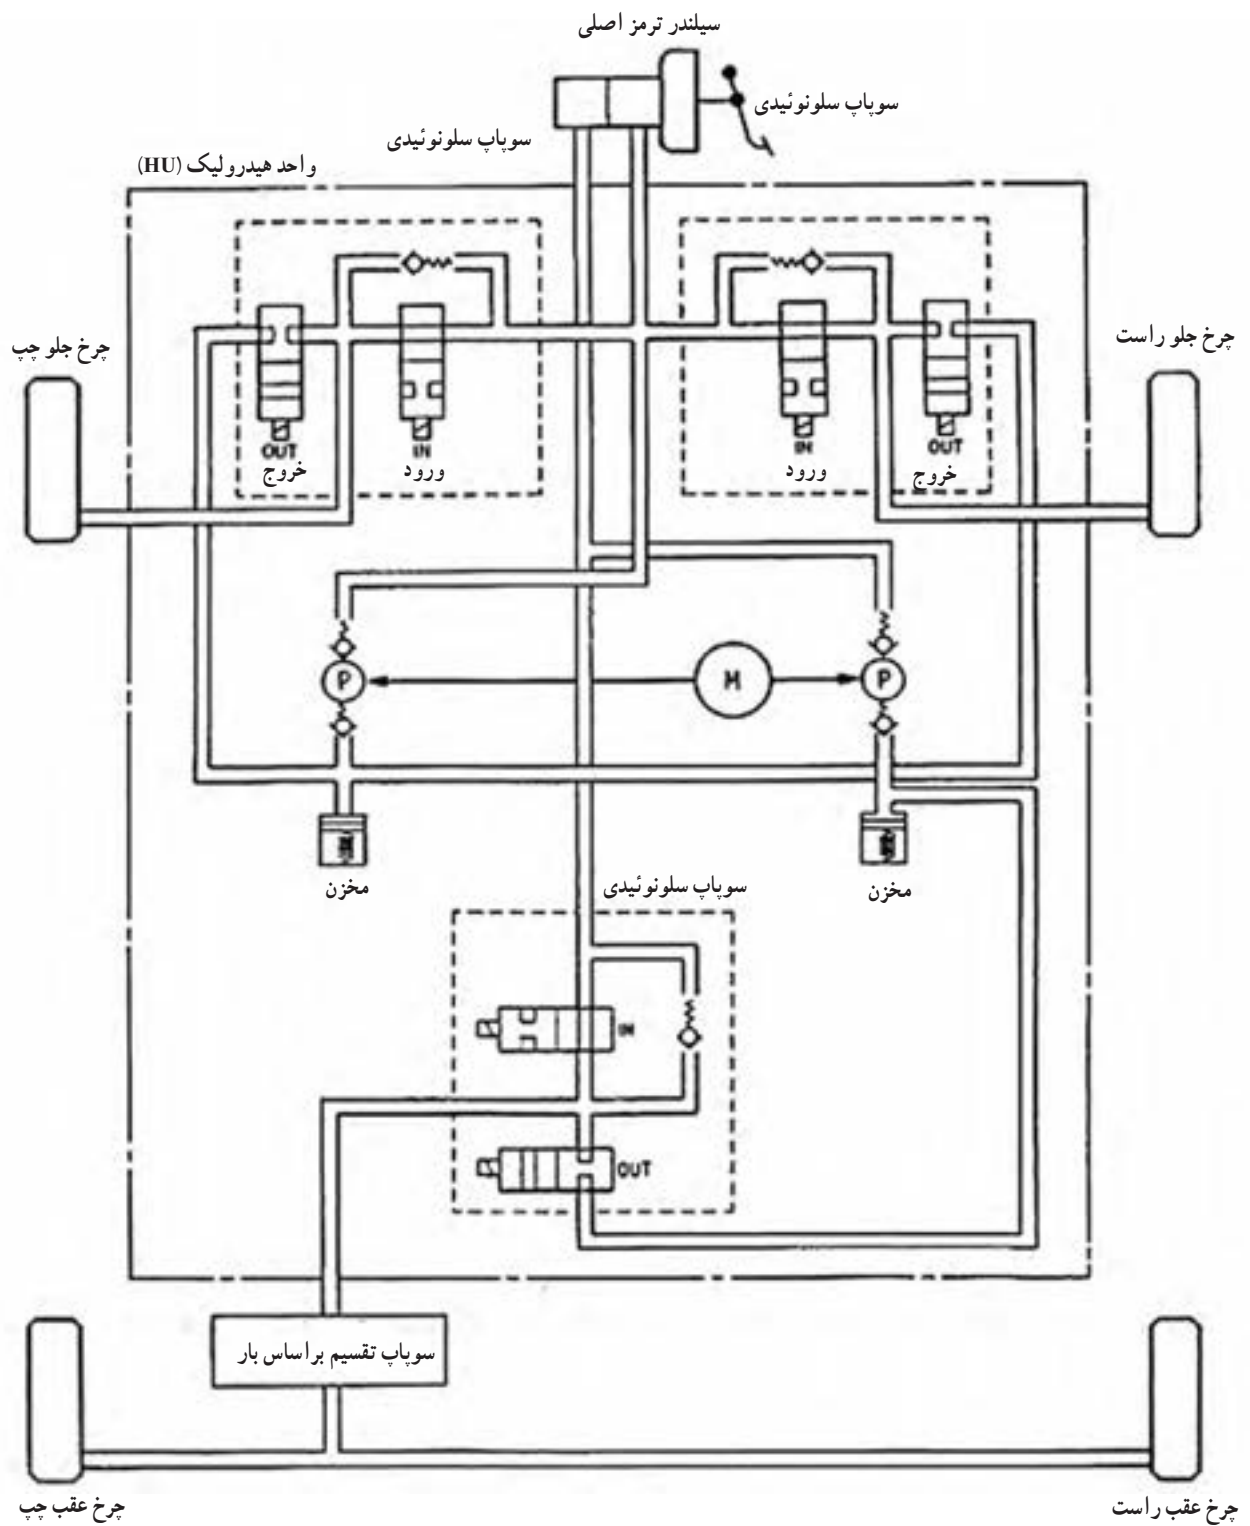 سیلندر ترمز اصلی
سوپاپ سلونوئیدی
سوپاپ سلونوئیدی
واحد هیدرولیک (HU)
چرخ جلو راست
چرخ جلو چپ
OUT
IN
IN
OUT
خروج
ورود
ورود
خروج
P
M
P
مخزن
مخزن
سوپاپ سلونوئیدی
IN
OUT
سوپاپ تقسیم براساس بار
چرخ عقب چپ
چرخ عقب راست